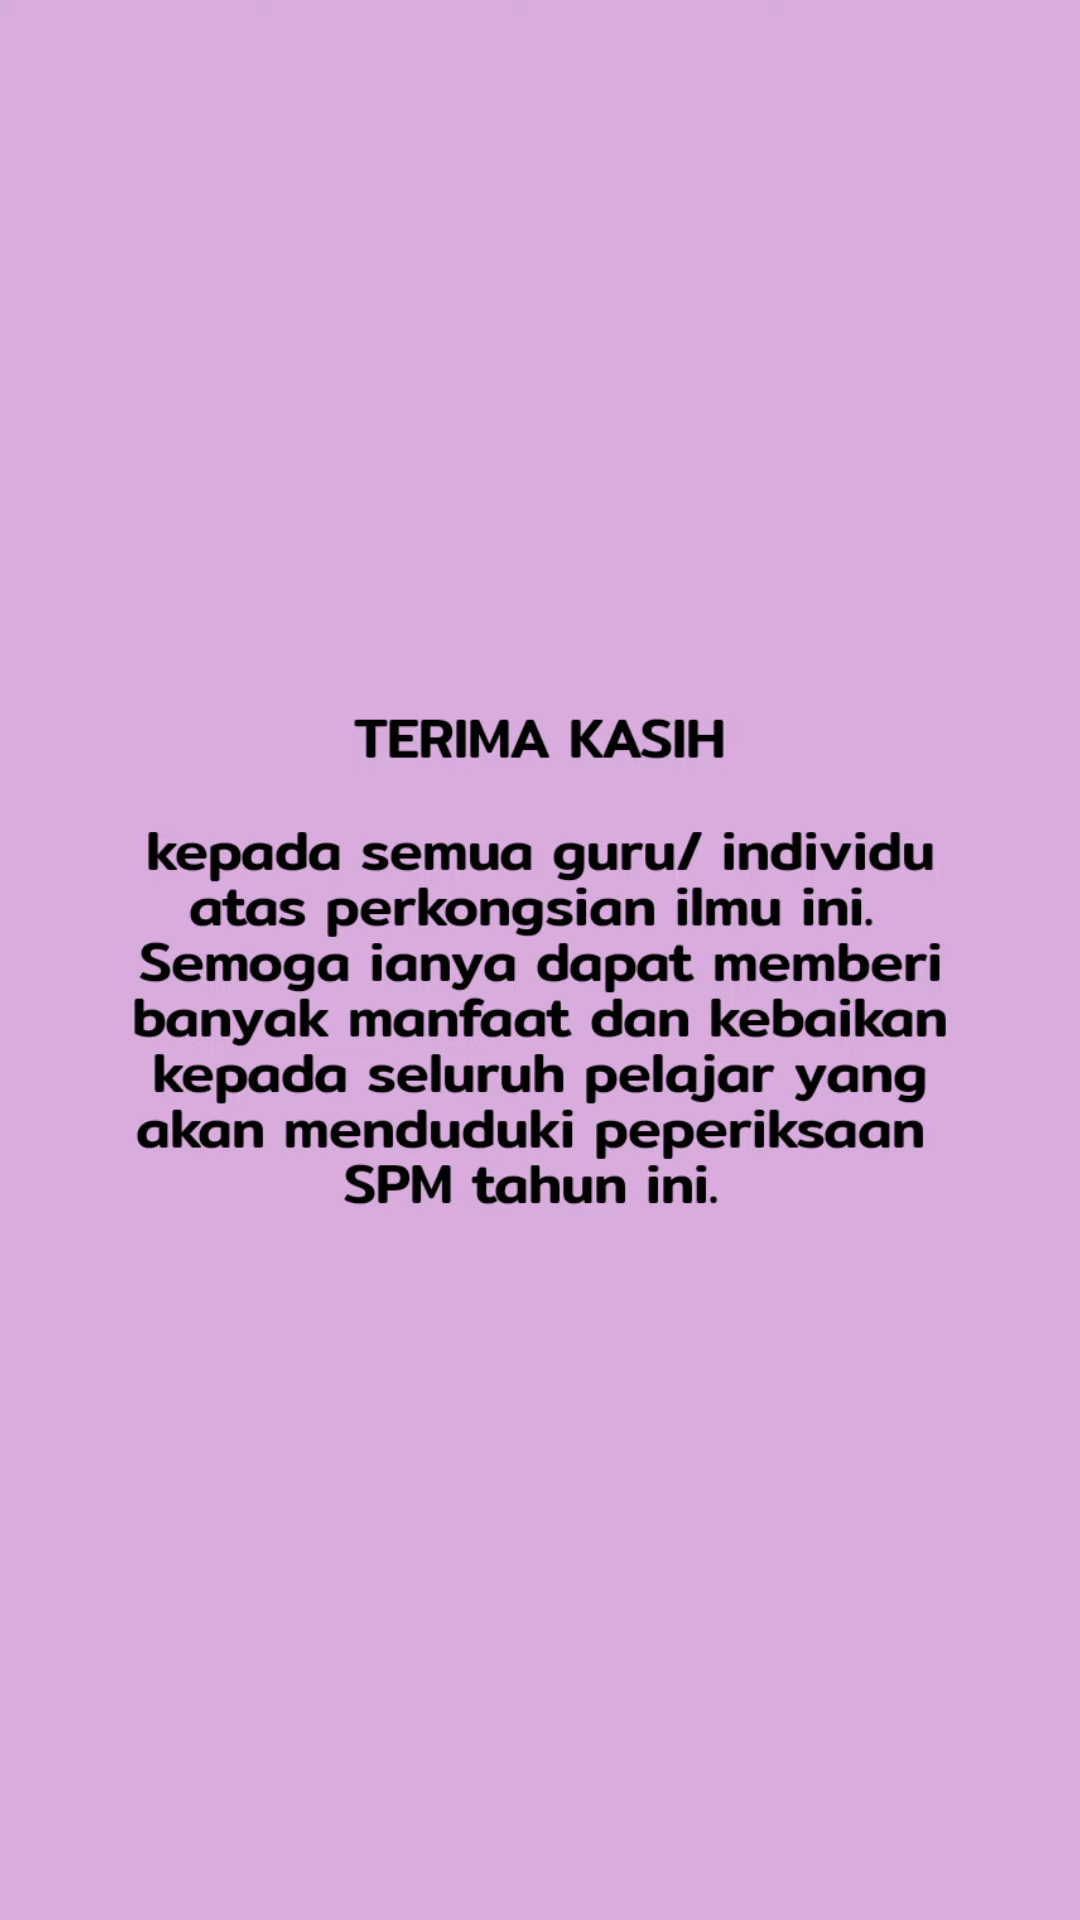 TERIMA KASIH
kepada semua guru/ individu
atas perkongsian ilmu ini.
Semoga ianya dapat memberi
banyak manfaat dan kebaikan
kepada seluruh pelajar yang
akan menduduki peperiksaan
SPM tahun ini.